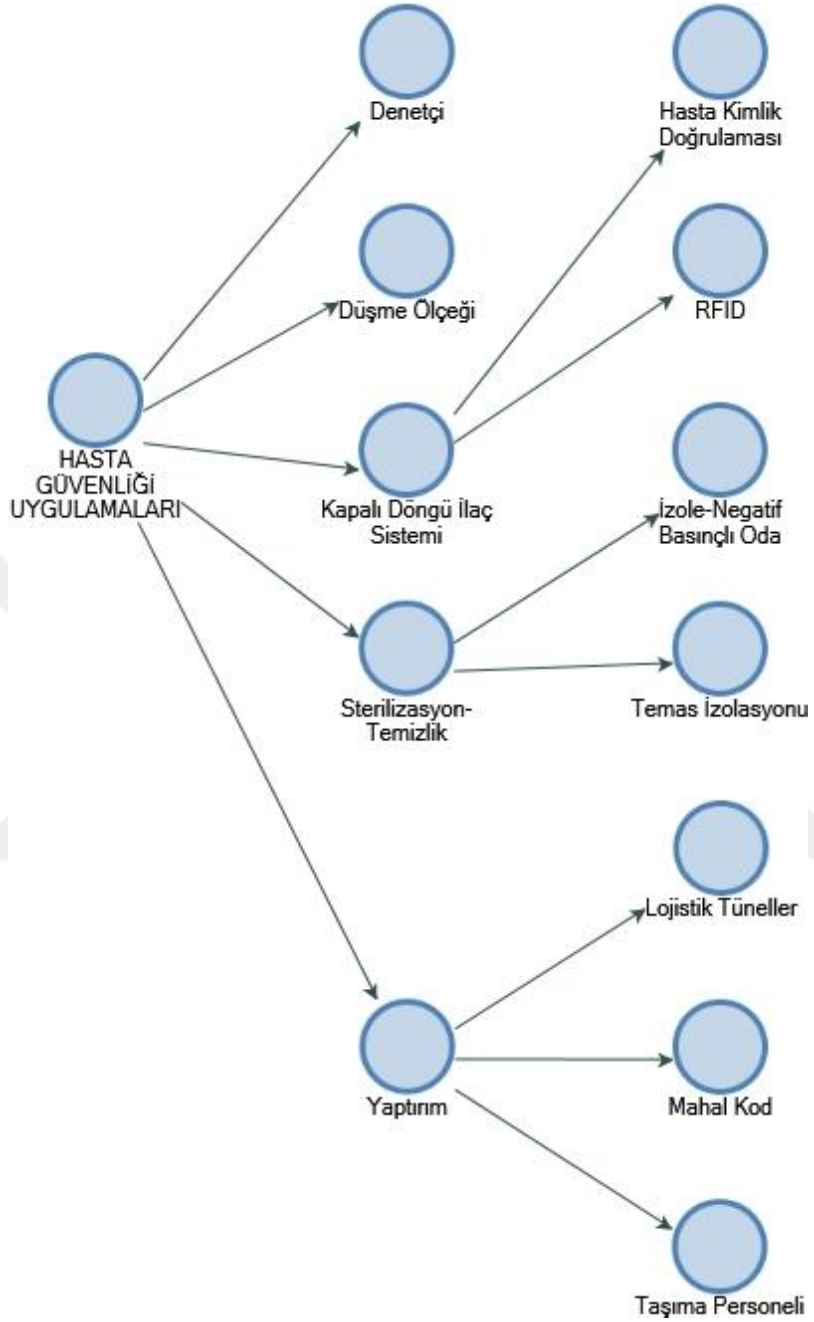 Denetçi
Hasta Kimlik
Doğrulaması
Düşme Ölçeği
RFID
HASTA
GÜVENLİĞİ
UYGULAMALARI
Kapalı Döngü İlaç
Sistemi
İzole-Negatif
Basınçlı Oda
Sterilizasyon-
Temizlik
Temas İzolasyonu
Lojistik Tüneller
Yaptırım
Mahal Kod
Taşıma Personeli